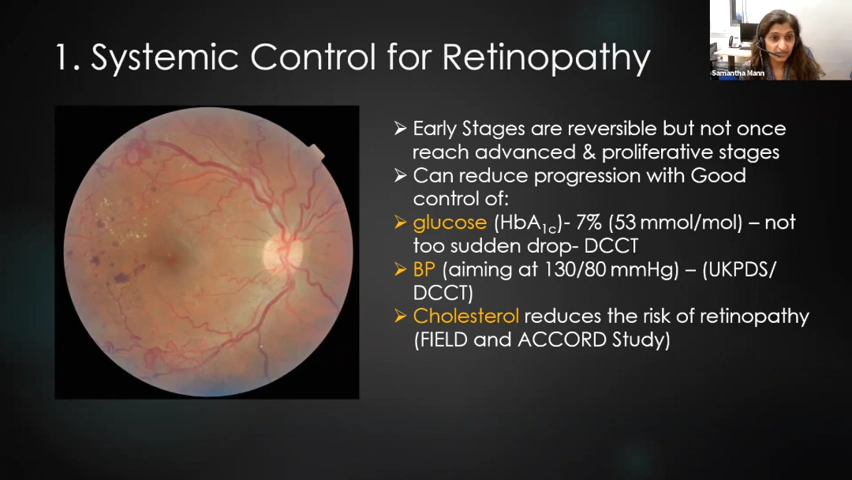 1. Systemic Control for Retinopathy
Samantha Mann
➢ Early Stages are reversible but not once
reach advanced & proliferative stages
➢ Can reduce progression with Good
control of:
➢ glucose (HbA1c)- 7% (53 mmol/mol) – not
too sudden drop- DCCT
➢ BP (aiming at 130/80 mmHg) – (UKPDS/
DCCT)
➢ Cholesterol reduces the risk of retinopathy
(FIELD and ACCORD Study)